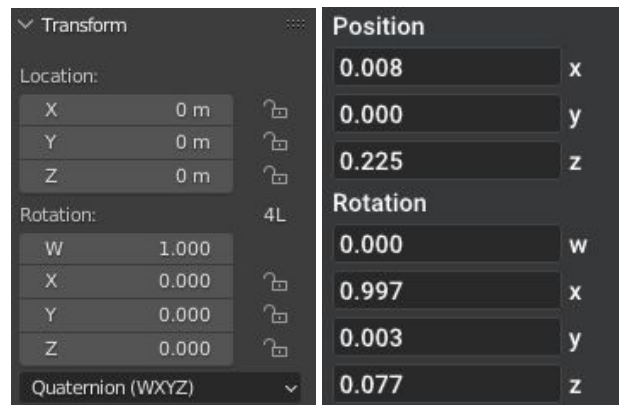 Transform
Location:
X 0 m
Y 0 m
Z 0 m
Rotation: 4L
W 1.000
X 0.000
Y 0.000
Z 0.000
Quaternion (WXYZ)
Position
0.008 x
0.000 y
0.225 z
Rotation
0.000 w
0.997 x
0.003 y
0.077 z